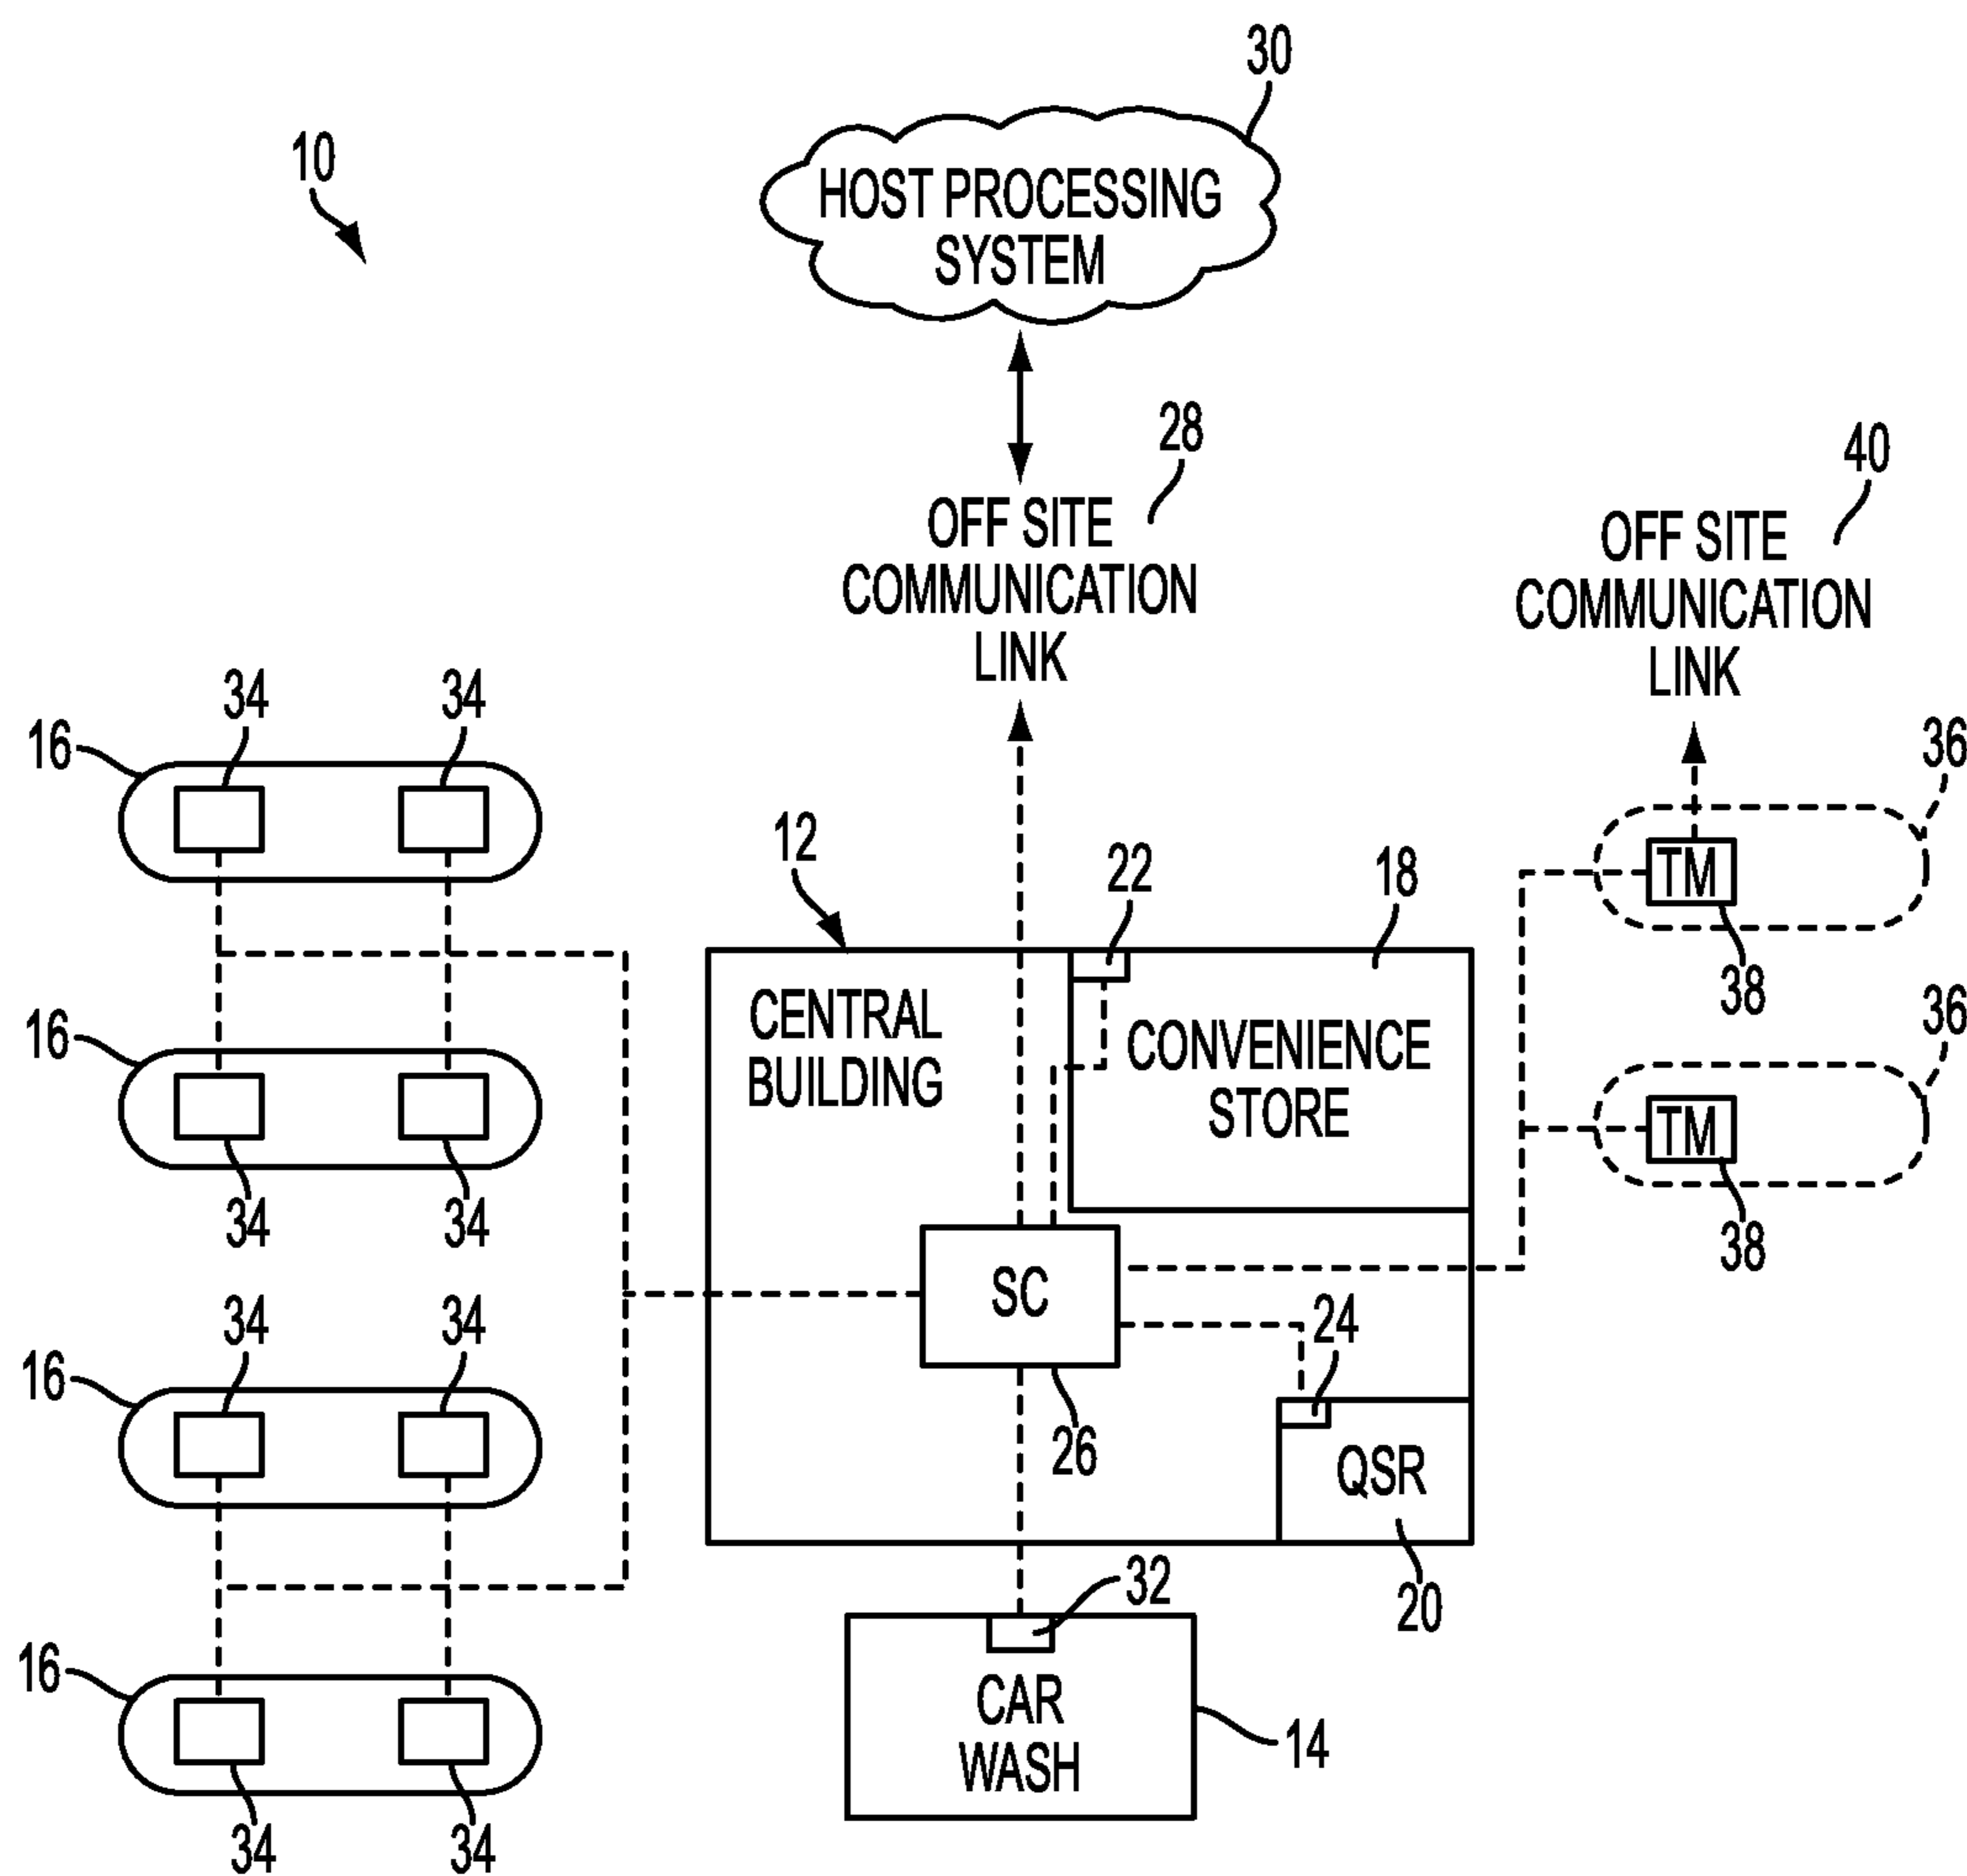 30
10
HOST PROCESSING
SYSTEM
28
40
OFF SITE
COMMUNICATION
LINK
OFF SITE
COMMUNICATION
LINK
34
34
16
36
12
22
18
TM
38
CENTRAL
BUILDING
CONVENIENCE
STORE
16
34
34
36
TM
38
SC
24
34
34
16
26
QSR
20
32
16
CAR
WASH
14
34
34